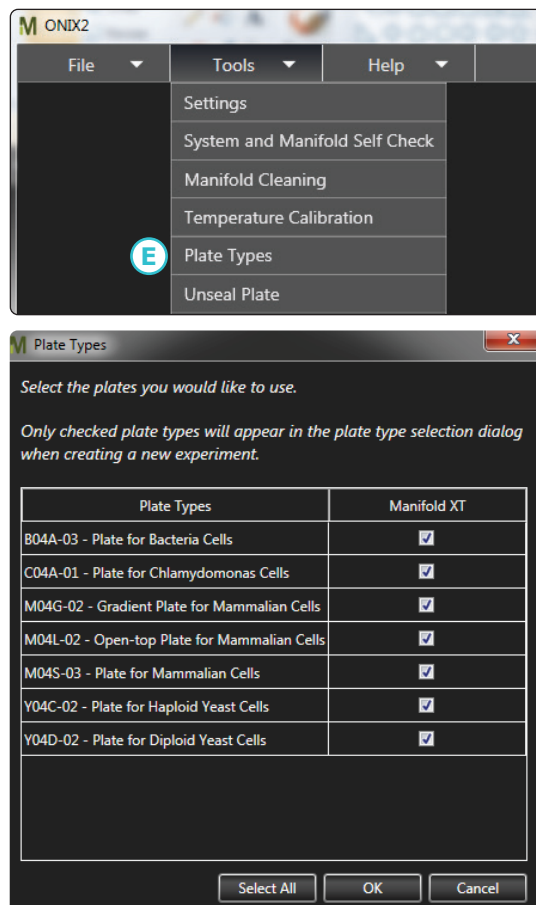 M ONIX2
File Tools Help
Settings
System and Manifold Self Check
Manifold Cleaning
Temperature Calibration
E Plate Types
Unseal Plate
M Plate Types x
Select the plates you would like to use.
Only checked plate types will appear in the plate type selection dialog
when creating a new experiment.
Plate Types Manifold XT
B04A-03 - Plate for Bacteria Cells
C04A-01 - Plate for Chlamydomonas Cells
M04G-02 - Gradient Plate for Mammalian Cells
M04L-02 - Open-top Plate for Mammalian Cells
M04S-03 - Plate for Mammalian Cells
Y04C-02 - Plate for Haploid Yeast Cells
Y04D-02 - Plate for Diploid Yeast Cells
Select All OK Cancel